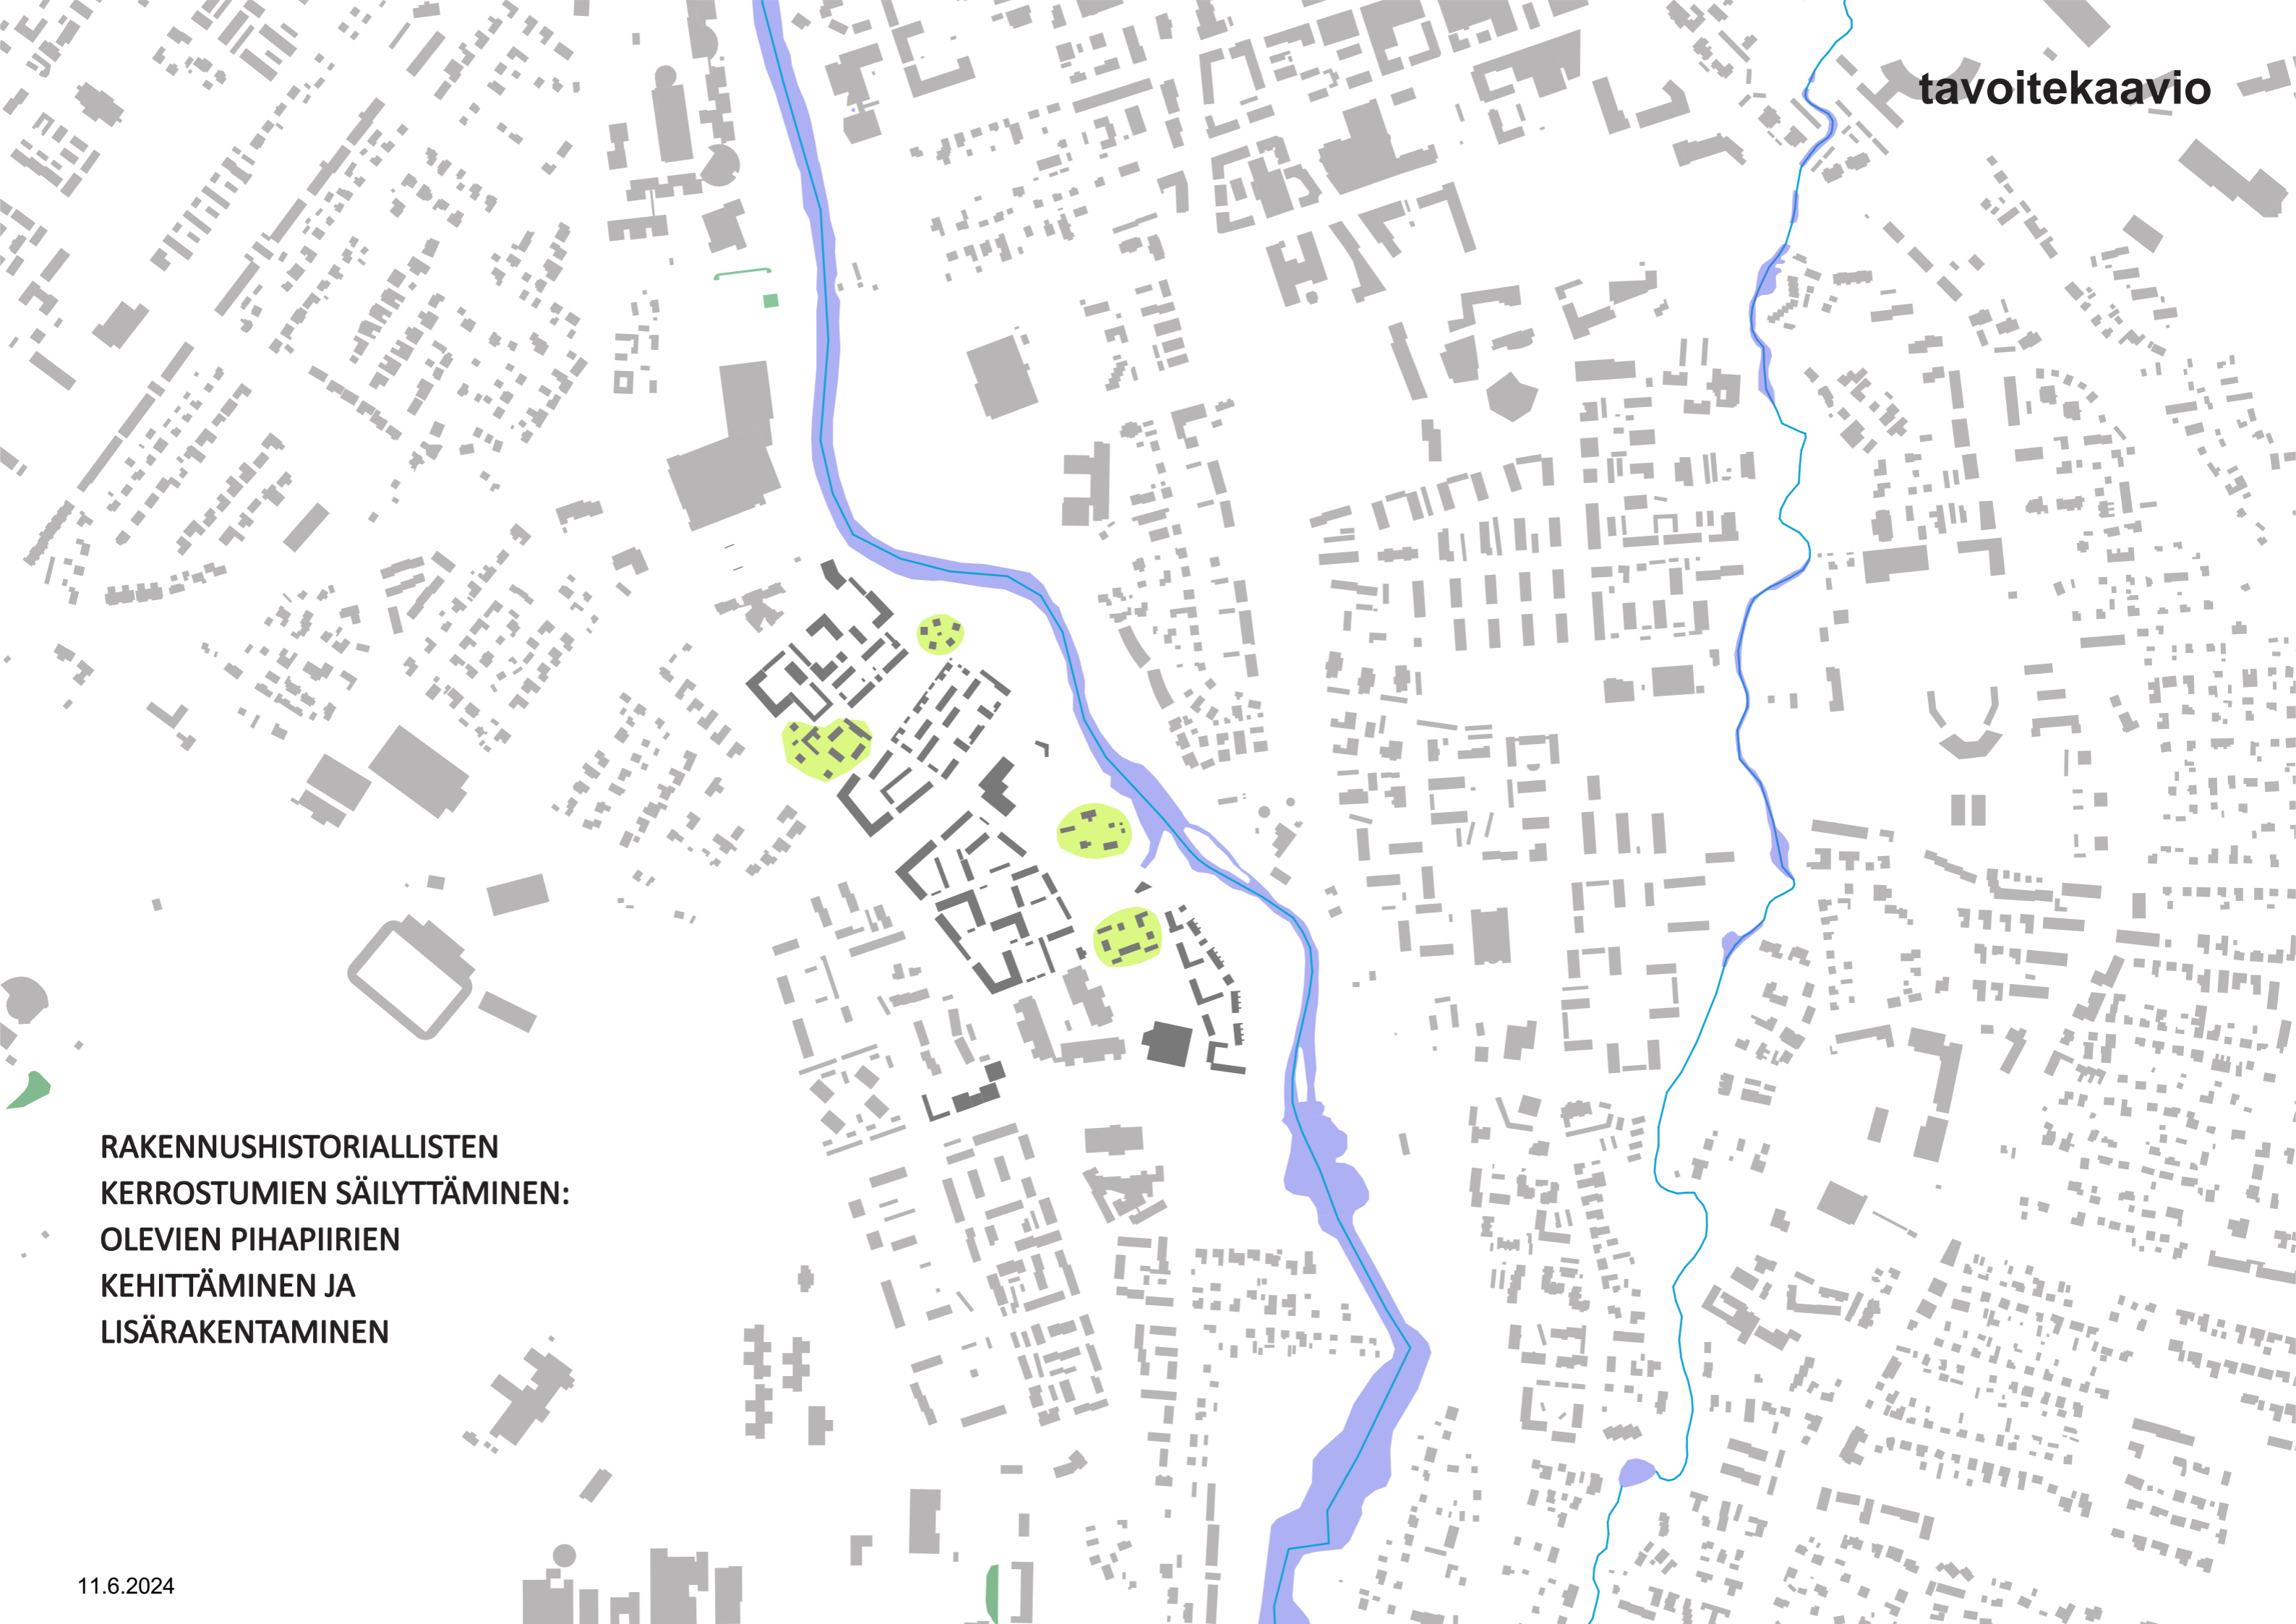 tavoitekaavio
RAKENNUSHISTORIALLISTEN
KERROSTUMIEN SÄILYTTÄMINEN:
OLEVIEN PIHAPIIRIEN
KEHITTÄMINEN JA
LISÄRAKENTAMINEN
11.6.2024